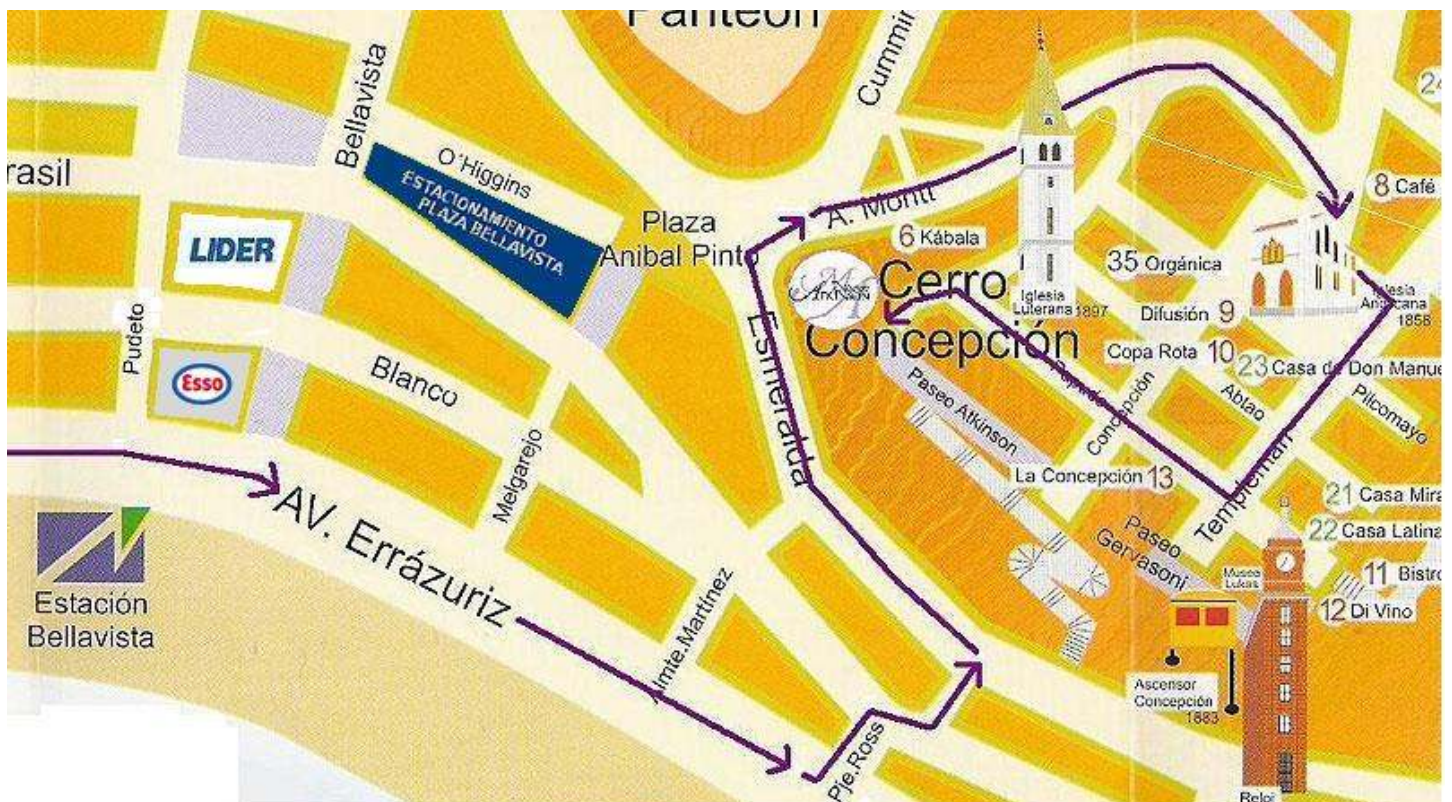 Panteón
Cummin
Bellavista
24
rasil
O'Higgins
ESTACIONAMIENTO
PLAZA BELLAVISTA
Plaza
Anibal Pinto
A. Montt
8 Café
6 Kábala
LIDER
35 Orgánica
Cerro
Concepción
Iglesia
Luterana 1897
Iglesia
Anglicana
1858
Difusión 9
Pudeto
Esmeralda
Copa Rota 10
23 Casa de Don Manue
Esso
Blanco
Paseo Atkinson
Concepción
Ablao
Pilcomayo
Melgarejo
La Concepción 13
Templeman
21 Casa Mira
22 Casa Latina
AV. Errázuriz
Paseo
Gervasoni
Museo
Lukas
11 Bistro
12 Di Vino
Estación
Bellavista
Almte.Martínez
Ascensor
Concepción
1883
Pje.Ross
Reloj